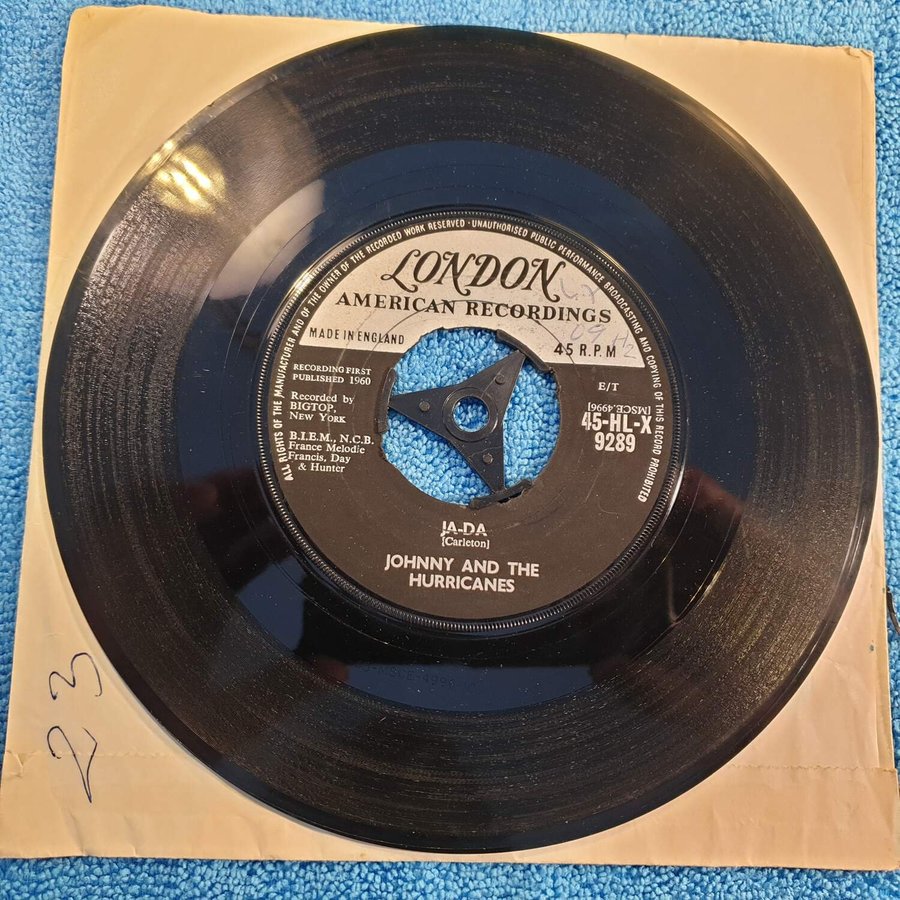 ALL RIGHTS OF THE MANUFACTURER AND OF THE OWNER OF THE RECORDED WORK RESERVED · UNAUTHORISED PUBLIC PERFORMANCE BROADCASTING AND COPYING OF THIS RECORD PROHIBITED
LONDON
AMERICAN RECORDINGS
MADE IN ENGLAND
45 R.P.M
RECORDING FIRST
PUBLISHED 1960
Recorded by
BIGTOP,
NEW YORK
B.I.E.M., N.C.B.
France Melodie
Francis, Day
& Hunter
E/T
[MSCE.4996]
45-HL-X
9289
JA-DA
[Carleton]
JOHNNY AND THE
HURRICANES
23